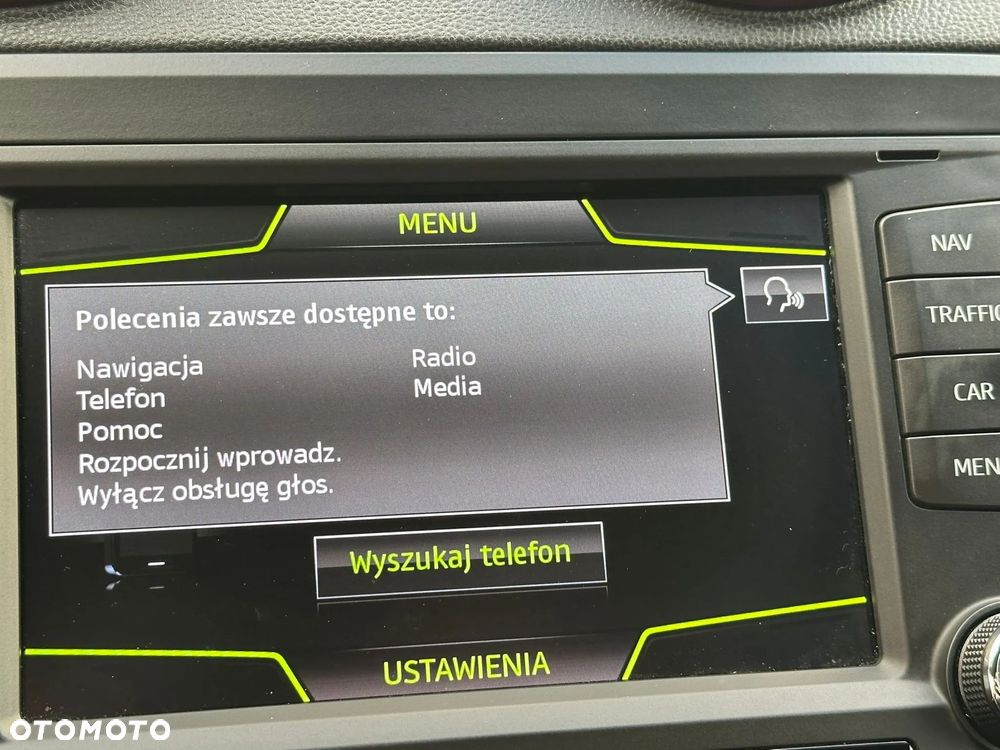 MENU
Polecenia zawsze dostępne to:
Nawigacja
Radio
Telefon
Media
Pomoc
Rozpocznij wprowadz.
Wyłącz obsługę głos.
Wyszukaj telefon
USTAWIENIA
NAV
TRAFFIC
CAR
MEN
OTOMOTO